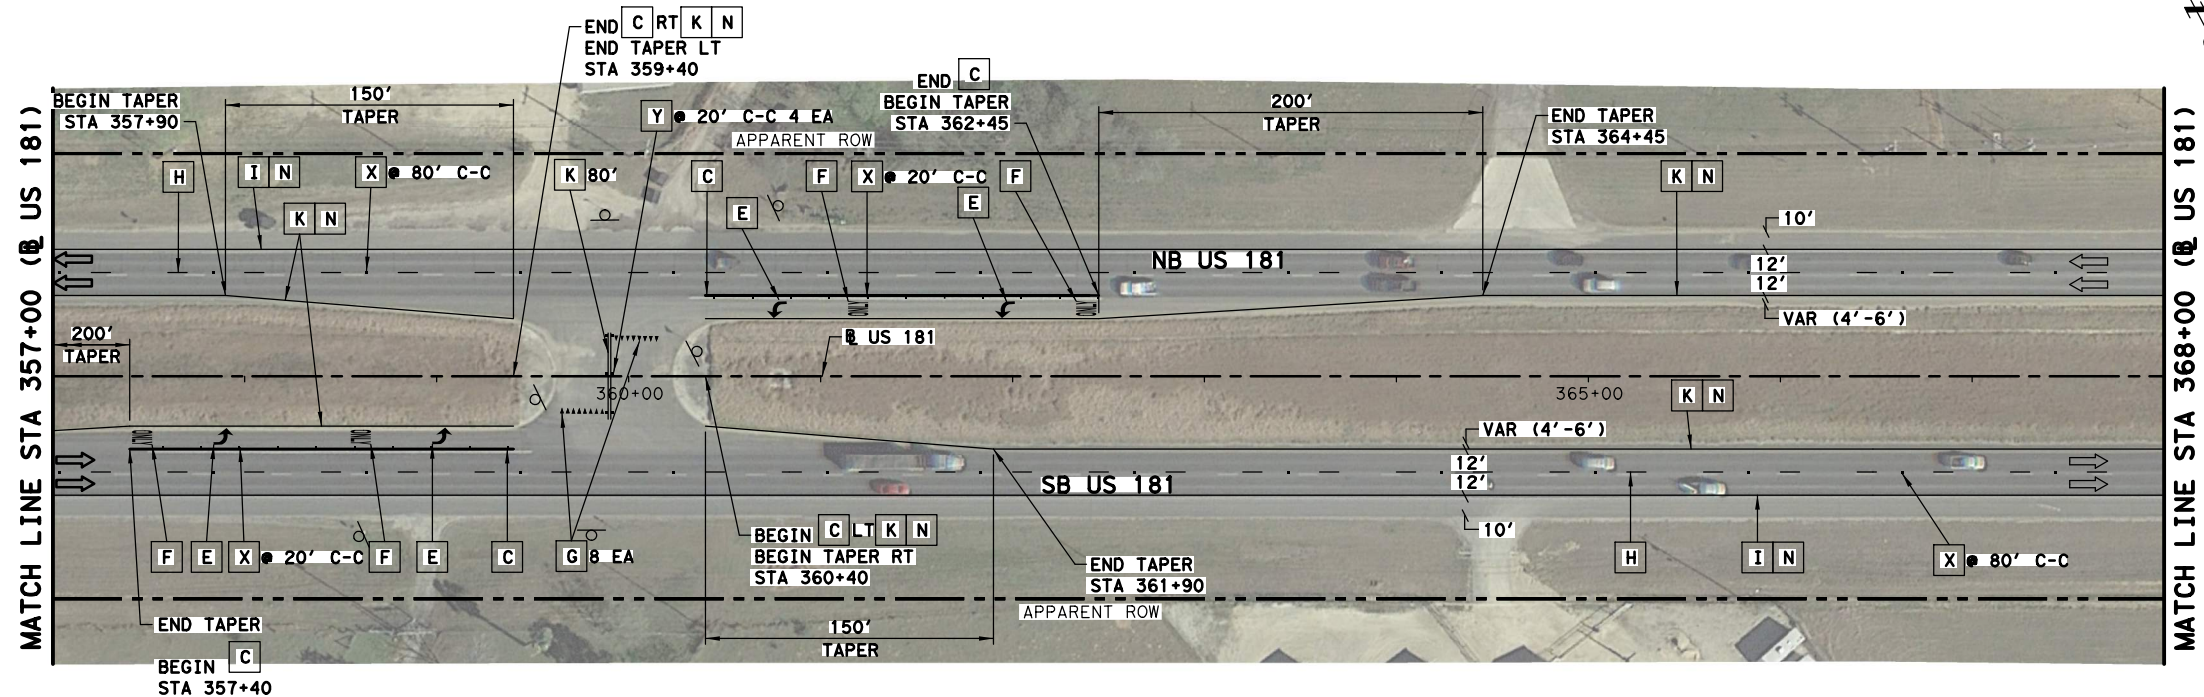 END C RT K N
END TAPER LT
STA 359+40
END C
BEGIN TAPER
STA 362+45
BEGIN TAPER
STA 357+90
150'
TAPER
Y @ 20' C-C 4 EA
APPARENT ROW
200'
TAPER
END TAPER
STA 364+45
H
I N
X @ 80' C-C
K 80'
C
F
X @ 20' C-C
F
K N
K N
E
E
10'
12'
12'
VAR (4'-6')
NB US 181
ONLY
ONLY
200'
TAPER
B US 181
360+00
365+00
K N
VAR (4'-6')
12'
12'
10'
ONLY
ONLY
SB US 181
F
E
X @ 20' C-C
F
E
C
G 8 EA
BEGIN C LT K N
BEGIN TAPER RT
STA 360+40
END TAPER
STA 361+90
H
I N
X @ 80' C-C
APPARENT ROW
END TAPER
BEGIN C
STA 357+40
150'
TAPER
MATCH LINE STA 357+00 (B US 181)
MATCH LINE STA 368+00 (B US 181)